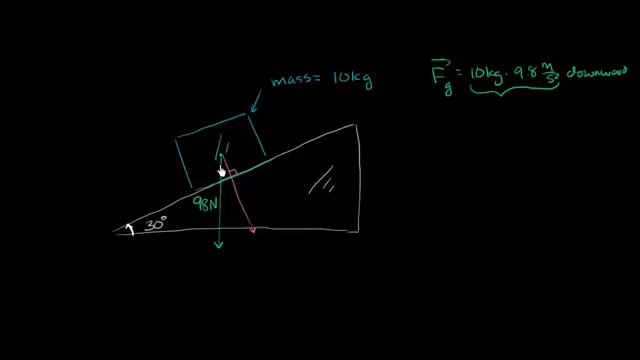 F⃗g = 10kg · 9.8 m/s² downward
mass = 10kg
98N
30°